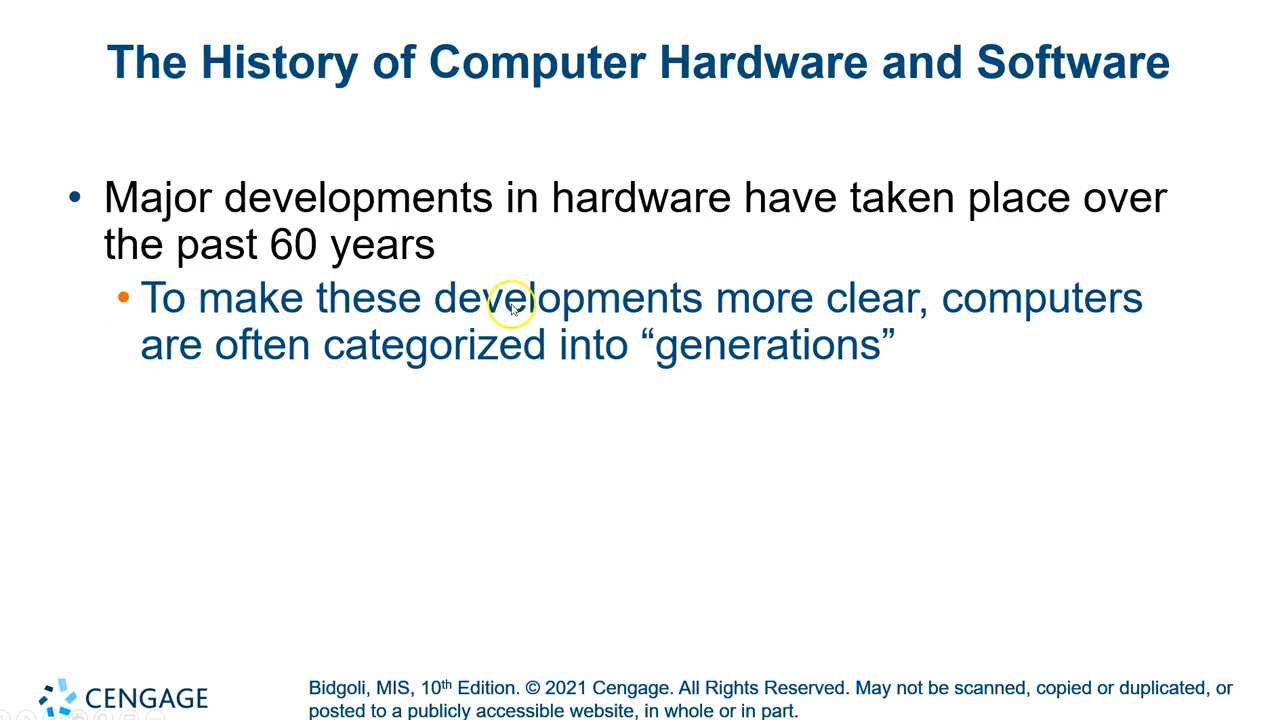 The History of Computer Hardware and Software
• Major developments in hardware have taken place over
the past 60 years
• To make these developments more clear, computers
are often categorized into “generations”
CENGAGE
Bidgoli, MIS, 10th Edition. © 2021 Cengage. All Rights Reserved. May not be scanned, copied or duplicated, or
posted to a publicly accessible website, in whole or in part.